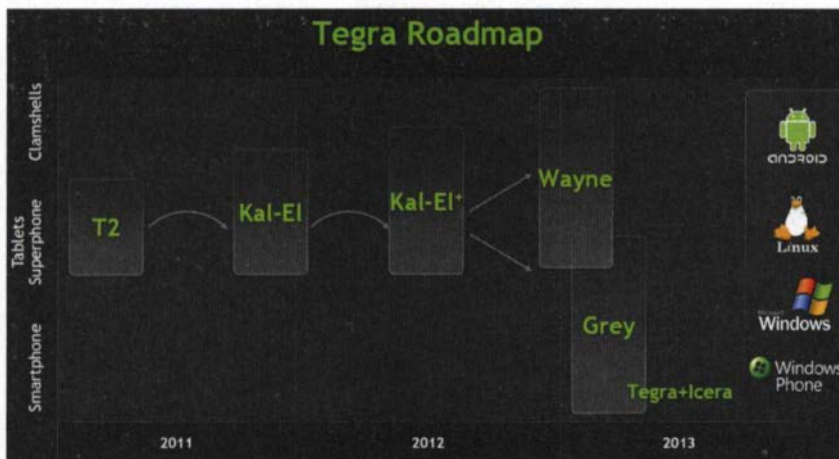 Tegra Roadmap
Clamshells
Tablets
Superphone
Smartphone
T2
Kal-El
Kal-El+
Wayne
Grey
Tegra+Icera
2011
2012
2013
ANDROID
Linux
Microsoft
Windows
Windows
Phone